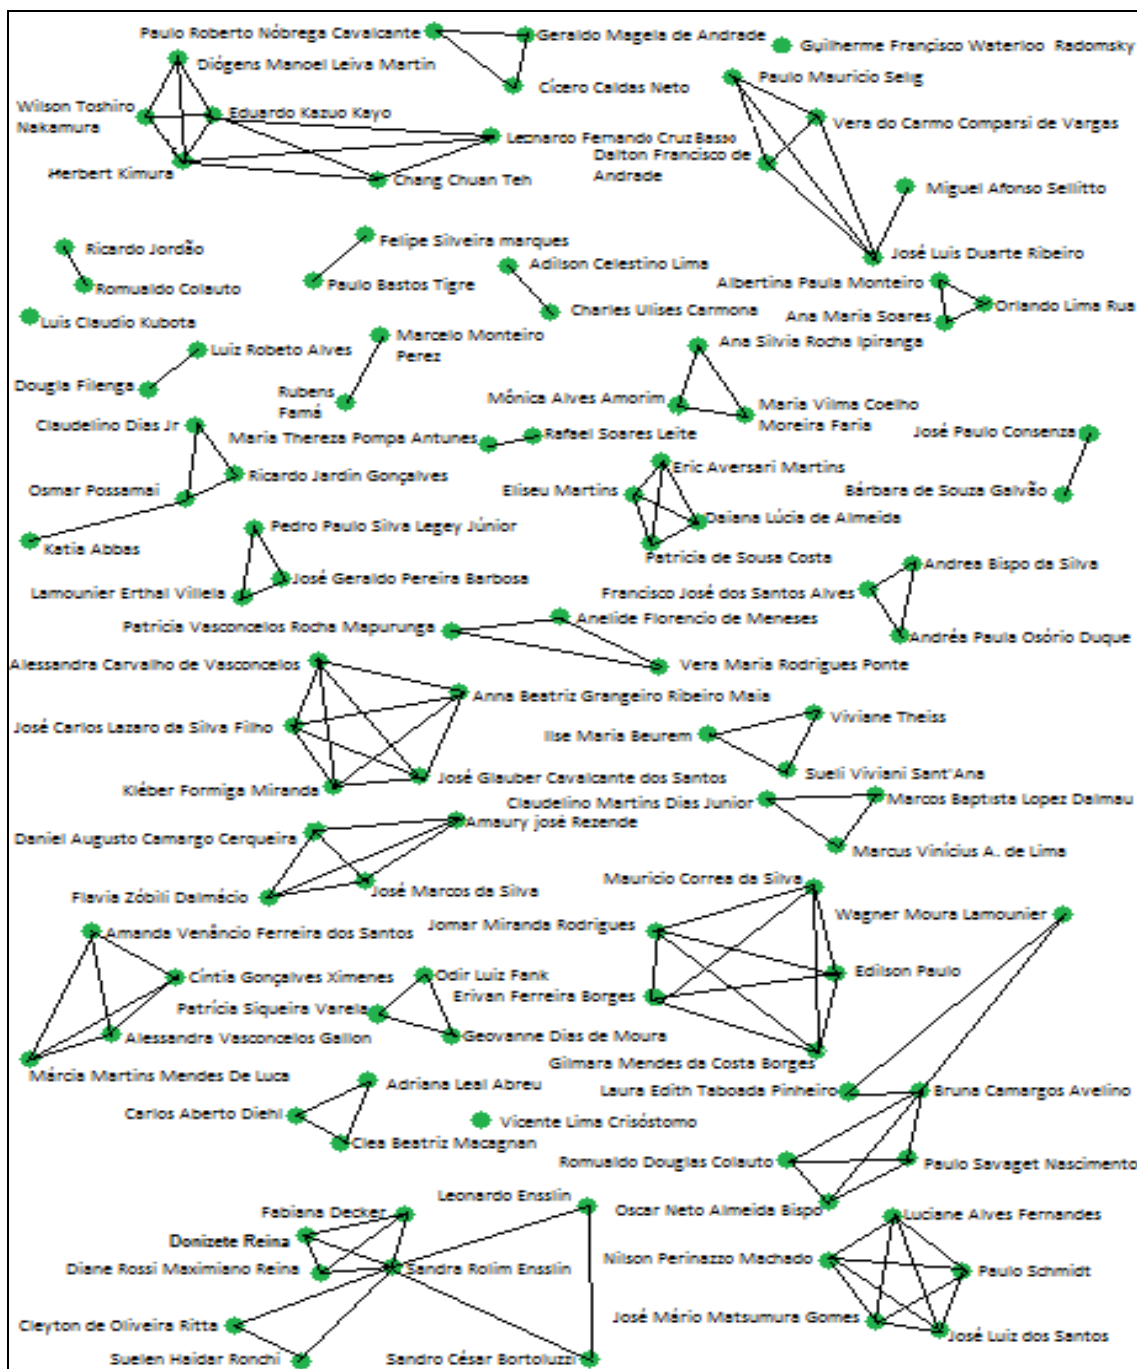 Paulo Roberto Nóbrega Cavalcante
Geraldo Magela de Andrade
Guilherme Françisco Waterloo Radomsky
Diógens Manoel Leiva Martin
Paulo Mauricio Selig
Cícero Caldas Neto
Wilson Toshiro
Nakamura
Eduardo Kazuo Kayo
Vera do Carmo Comparsi de Vargas
Leonardo Fernando Cruz Basso
Dalton Francisco de
Andrade
Herbert Kimura
Chang Chuan Teh
Miguel Afonso Sellitto
Ricardo Jordão
Felipe Silveira marques
José Luis Duarte Ribeiro
Adilson Celestino Lima
Romualdo Colauto
Paulo Bastos Tigre
Albertina Paula Monteiro
Luis Claudio Kubota
Charles Ulises Carmona
Orlando Lima Rua
Ana Maria Soares
Luiz Robeto Alves
Marcelo Monteiro
Perez
Ana Silvia Rocha Ipiranga
Dougla Filenga
Rubens
Famá
Mônica Alves Amorim
Maria Vilma Coelho
Moreira Faria
Claudelino Dias Jr
Maria Thereza Pompa Antunes
Rafael Soares Leite
José Paulo Consenza
Ricardo Jardin Gonçalves
Eric Aversari Martins
Osmar Possamai
Eliseu Martins
Bárbara de Souza Galvão
Daiana Lúcia de Almeida
Katia Abbas
Pedro Paulo Silva Legey Júnior
Patricia de Sousa Costa
José Geraldo Pereira Barbosa
Andrea Bispo da Silva
Lamounier Erthal Villela
Francisco José dos Santos Alves
Anelide Florencio de Meneses
Patricia Vasconcelos Rocha Mapurunga
Andréa Paula Osório Duque
Alessandra Carvalho de Vasconcelos
Vera Maria Rodrigues Ponte
Anna Beatriz Grangeiro Ribeiro Maia
José Carlos Lazaro da Silva Filho
Viviane Theiss
Ilse Maria Beurem
José Glauber Cavalcante dos Santos
Sueli Viviani Sant'Ana
Kléber Formiga Miranda
Claudelino Martins Dias Junior
Marcos Baptista Lopez Dalmau
Amaury josé Rezende
Daniel Augusto Camargo Cerqueira
Marcus Vinícius A. de Lima
José Marcos da Silva
Mauricio Correa da Silva
Flavia Zóbili Dalmácio
Wagner Moura Lamounier
Amanda Venâncio Ferreira dos Santos
Jomar Miranda Rodrigues
Cíntia Gonçalves Ximenes
Odir Luiz Fank
Edilson Paulo
Patrícia Siqueira Varela
Erivan Ferreira Borges
Alessandra Vasconcelos Gallon
Geovanne Dias de Moura
Gilmara Mendes da Costa Borges
Márcia Martins Mendes De Luca
Adriana Leal Abreu
Laura Edith Taboada Pinheiro
Bruna Camargos Avelino
Carlos Aberto Diehl
Vicente Lima Crisóstomo
Clea Beatriz Macagnan
Romualdo Douglas Colauto
Paulo Savaget Nascimento
Leonardo Ensslin
Fabiana Decker
Oscar Neto Almeida Bispo
Luciane Alves Fernandes
Donizete Reina
Nilson Perinazzo Machado
Diane Rossi Maximiano Reina
Sandra Rolim Ensslin
Paulo Schmidt
Cleyton de Oliveira Ritta
José Mário Matsumura Gomes
José Luiz dos Santos
Suelen Haidar Ronchi
Sandro César Bortoluzzi